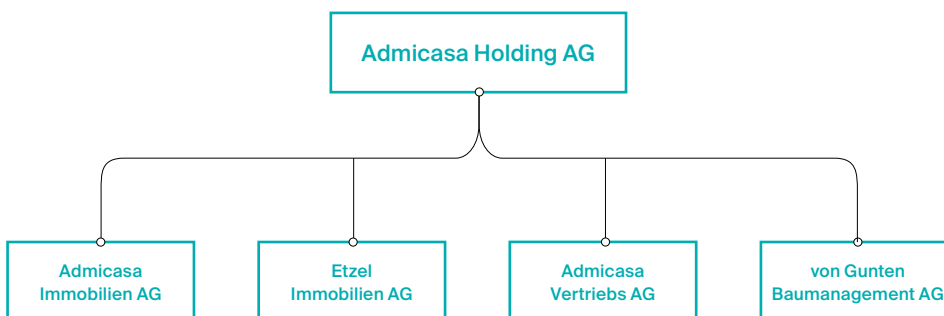 Admicasa Holding AG
Admicasa
Immobilien AG
Etzel
Immobilien AG
Admicasa
Vertriebs AG
von Gunten
Baumanagement AG